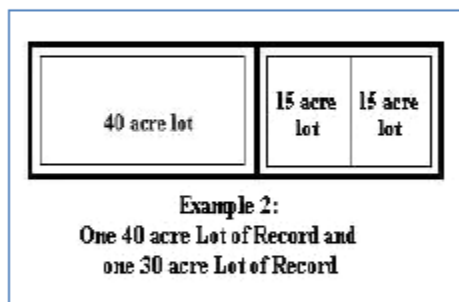 40 acre lot
15 acre
lot
15 acre
lot
Example 2:
One 40 acre Lot of Record and
one 30 acre Lot of Record